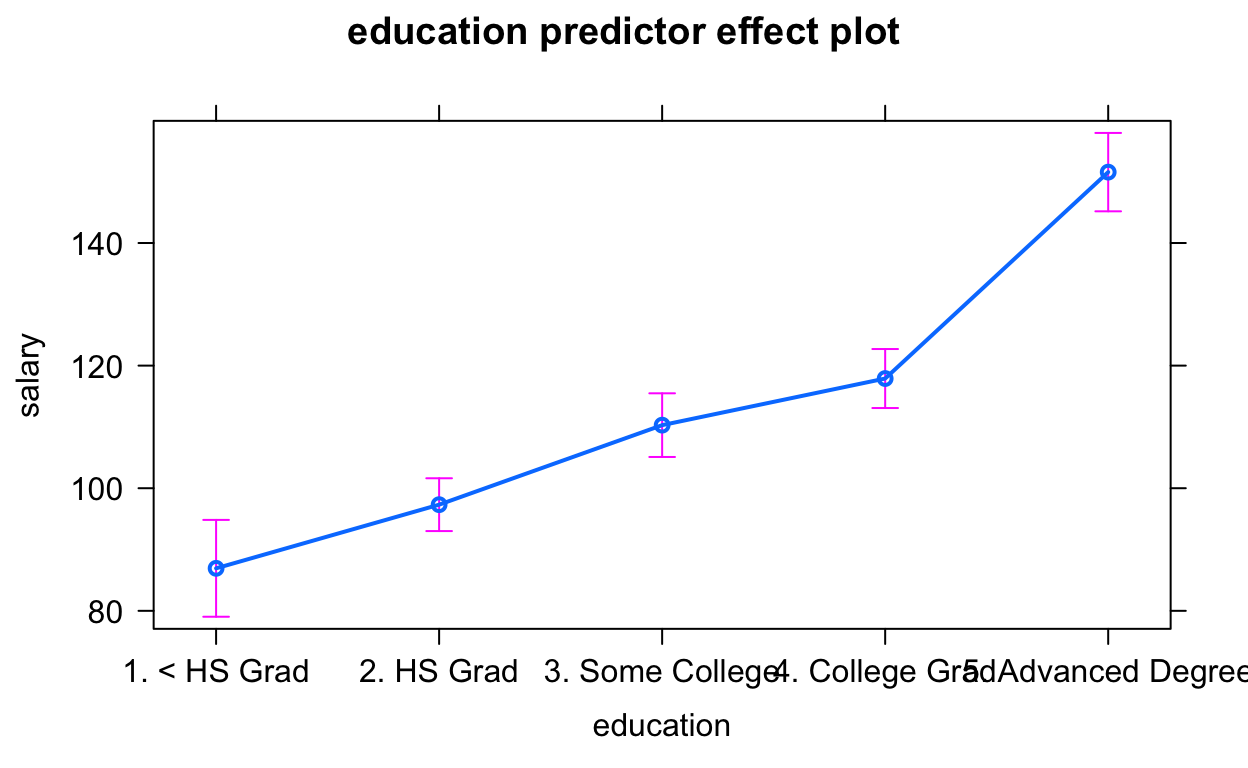 education predictor effect plot
140
120
100
80
salary
1. < HS Grad 2. HS Grad 3. Some College 4. College Grad 5. Advanced Degree
education